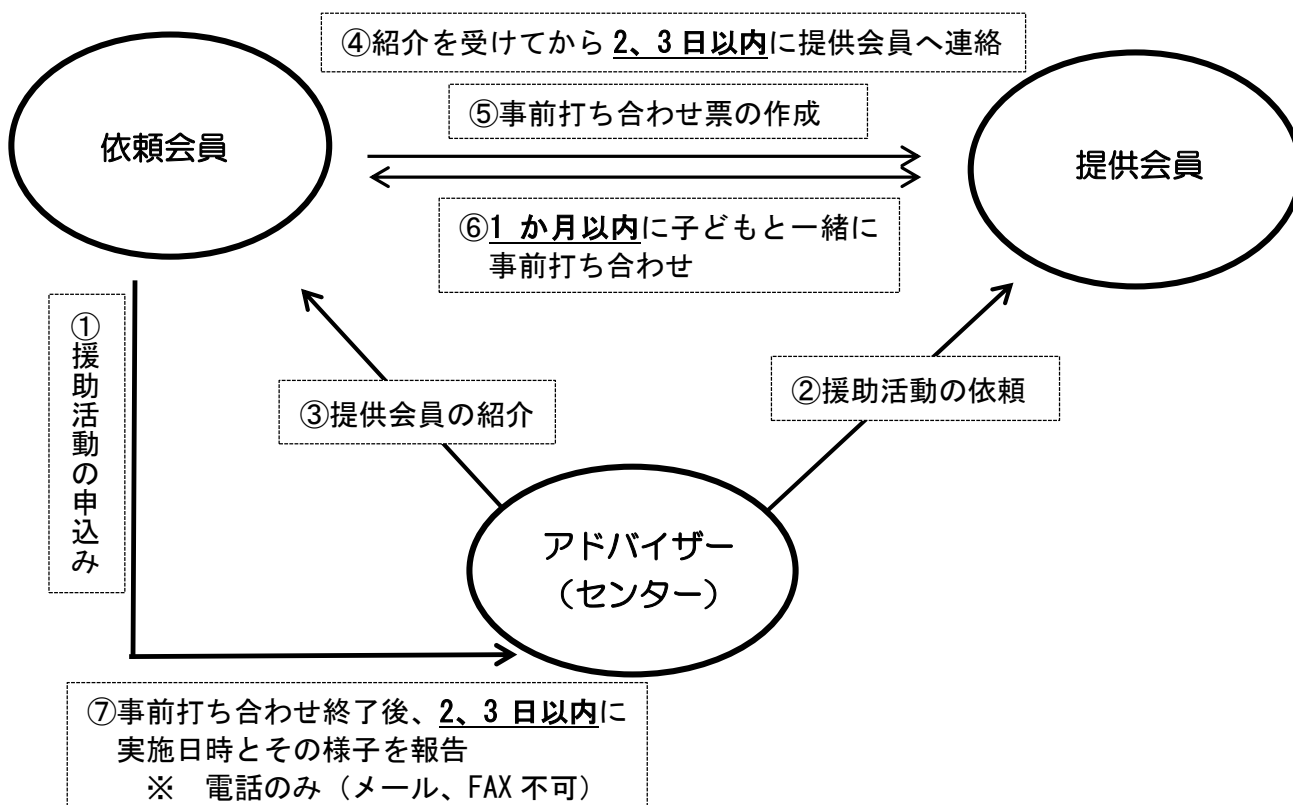 ④紹介を受けてから 2、3 日以内に提供会員へ連絡
依頼会員
⑤事前打ち合わせ票の作成
提供会員
⑥1 か月以内に子どもと一緒に
事前打ち合わせ
①援助活動の申込み
③提供会員の紹介
②援助活動の依頼
アドバイザー
（センター）
⑦事前打ち合わせ終了後、2、3 日以内に
実施日時とその様子を報告
※　電話のみ（メール、FAX 不可）